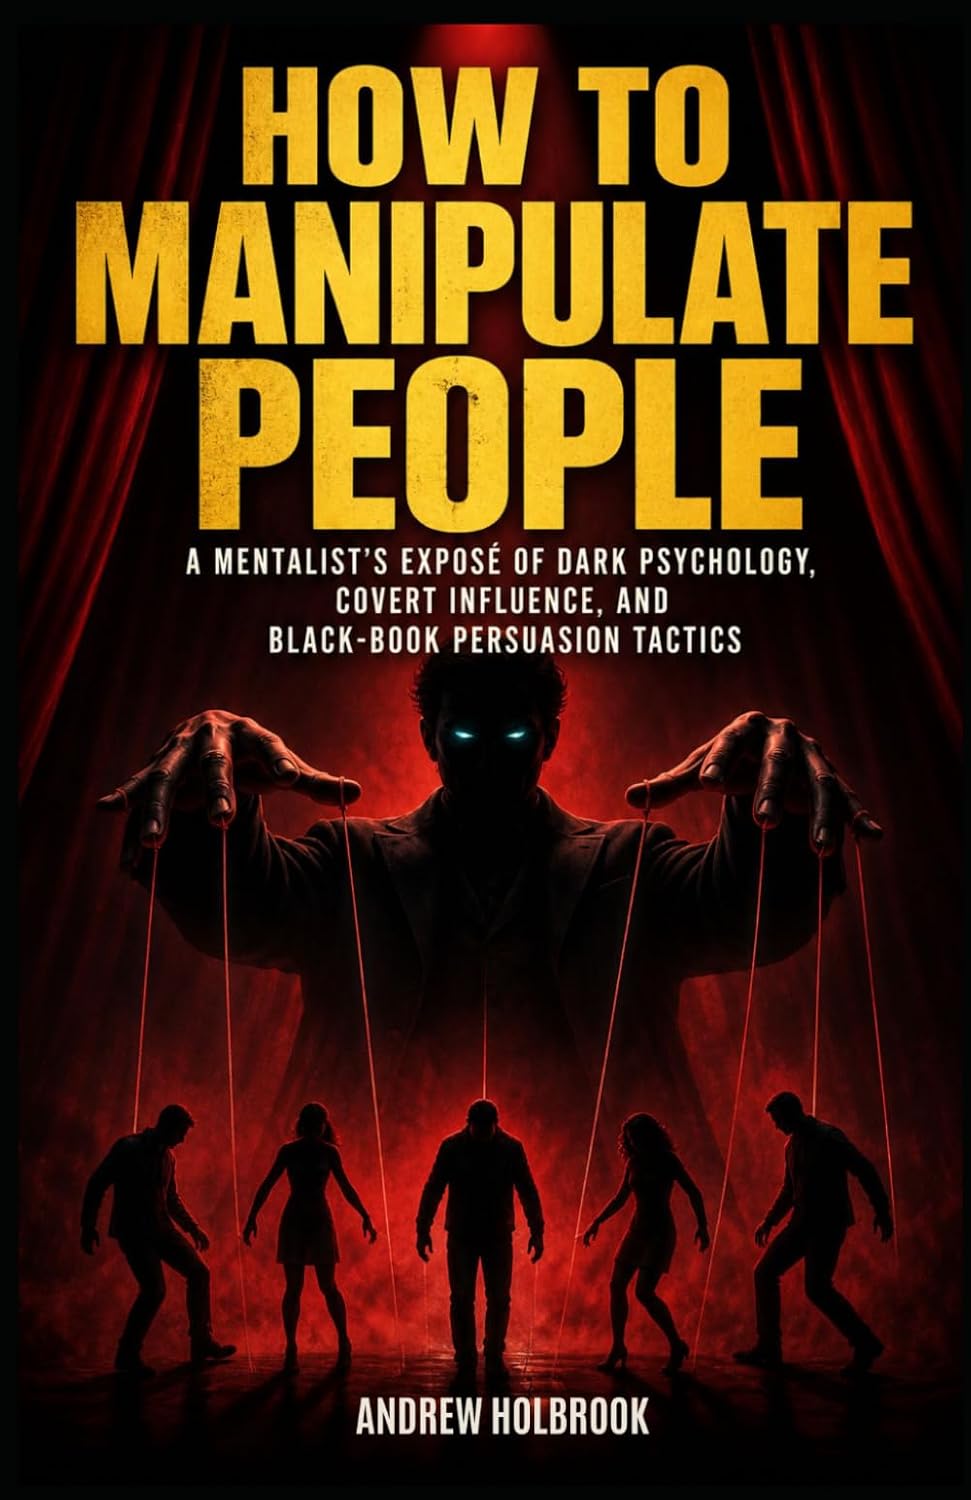 HOW TO
MANIPULATE
PEOPLE
A MENTALIST'S EXPOSÉ OF DARK PSYCHOLOGY,
COVERT INFLUENCE, AND
BLACK-BOOK PERSUASION TACTICS
ANDREW HOLBROOK